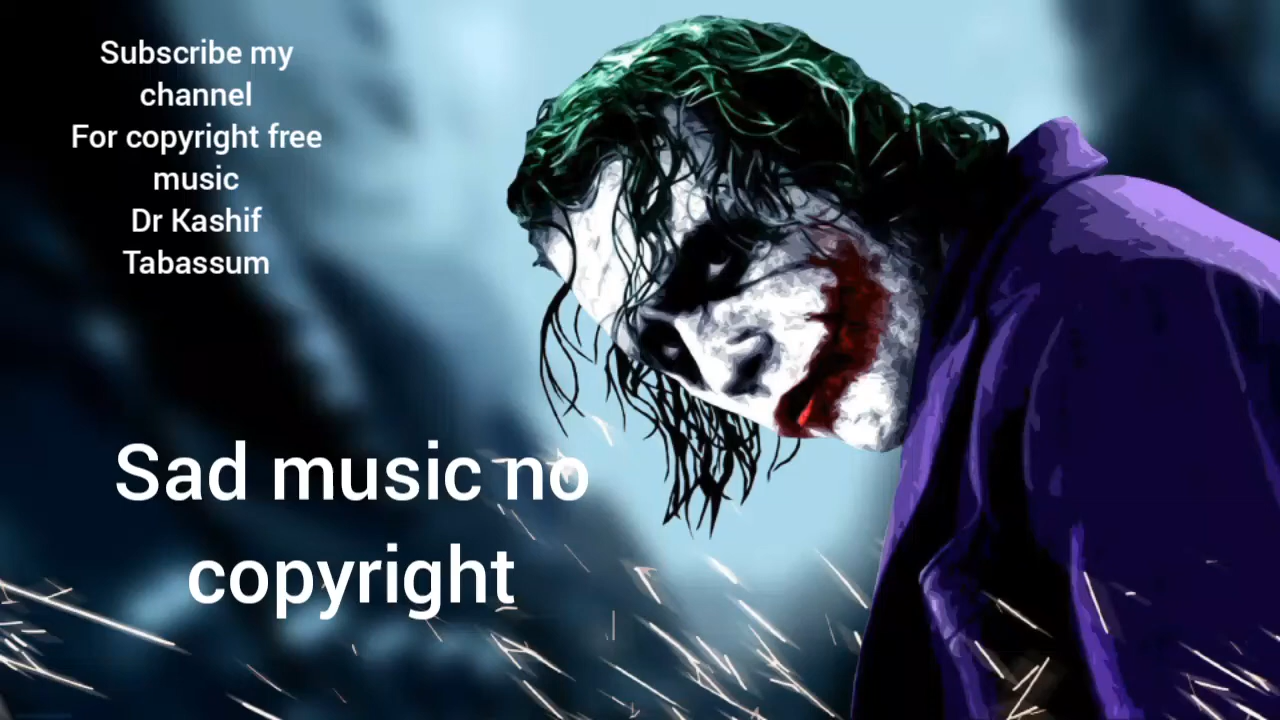 Subscribe my
channel
For copyright free
music
Dr Kashif
Tabassum
Sad music no
copyright